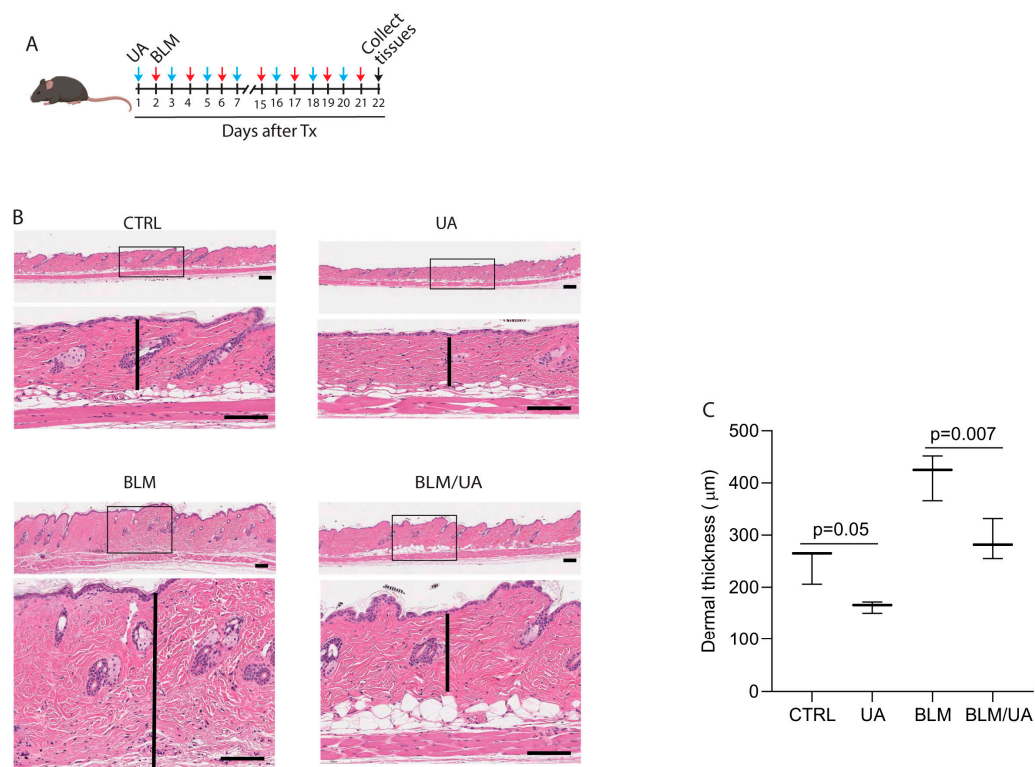 A
UA
BLM
Collect
tissues
1 2 3 4 5 6 7 15 16 17 18 19 20 21 22
Days after Tx
B
CTRL
UA
BLM
BLM/UA
C
Dermal thickness (μm)
500
400
300
200
100
0
p=0.05
p=0.007
CTRL UA BLM BLM/UA